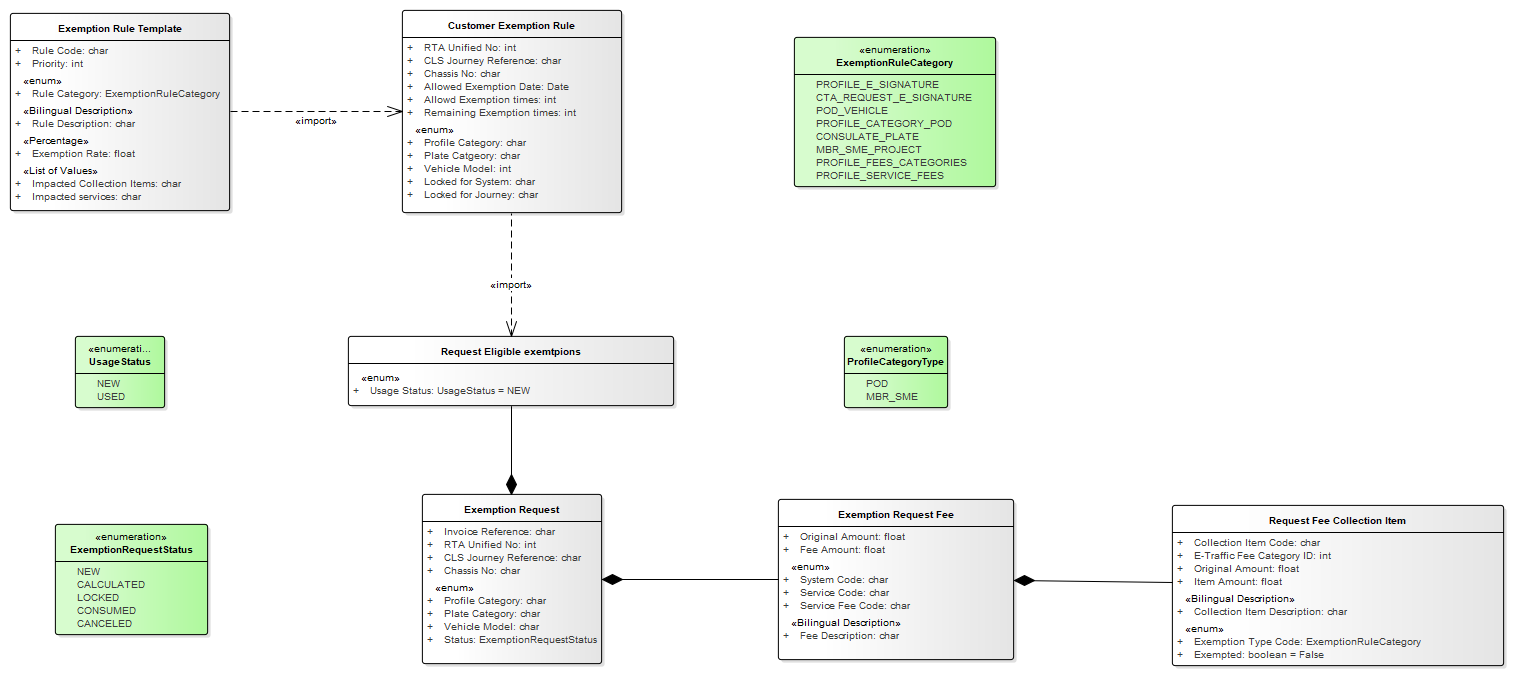 Exemption Rule Template
+ Rule Code: char
+ Priority: int
«enum»
+ Rule Category: ExemptionRuleCategory
«Bilingual Description»
+ Rule Description: char
«Percentage»
+ Exemption Rate: float
«List of Values»
+ Impacted Collection Items: char
+ Impacted services: char
«import»
Customer Exemption Rule
+ RTA Unified No: int
+ CLS Journey Reference: char
+ Chassis No: char
+ Allowed Exemption Date: Date
+ Allowd Exemption times: int
+ Remaining Exemption times: int
«enum»
+ Profile Category: char
+ Plate Catgeory: char
+ Vehicle Model: int
+ Locked for System: char
+ Locked for Journey: char
«enumeration»
ExemptionRuleCategory
PROFILE_E_SIGNATURE
CTA_REQUEST_E_SIGNATURE
POD_VEHICLE
PROFILE_CATEGORY_POD
CONSULATE_PLATE
MBR_SME_PROJECT
PROFILE_FEES_CATEGORIES
PROFILE_SERVICE_FEES
«import»
«enumerati...
UsageStatus
NEW
USED
Request Eligible exemtpions
«enum»
+ Usage Status: UsageStatus = NEW
«enumeration»
ProfileCategoryType
POD
MBR_SME
«enumeration»
ExemptionRequestStatus
NEW
CALCULATED
LOCKED
CONSUMED
CANCELED
Exemption Request
+ Invoice Reference: char
+ RTA Unified No: int
+ CLS Journey Reference: char
+ Chassis No: char
«enum»
+ Profile Category: char
+ Plate Category: char
+ Vehicle Model: char
+ Status: ExemptionRequestStatus
Exemption Request Fee
+ Original Amount: float
+ Fee Amount: float
«enum»
+ System Code: char
+ Service Code: char
+ Service Fee Code: char
«Bilingual Description»
+ Fee Description: char
Request Fee Collection Item
+ Collection Item Code: char
+ E-Traffic Fee Category ID: int
+ Original Amount: float
+ Item Amount: float
«Bilingual Description»
+ Collection Item Description: char
«enum»
+ Exemption Type Code: ExemptionRuleCategory
+ Exempted: boolean = False